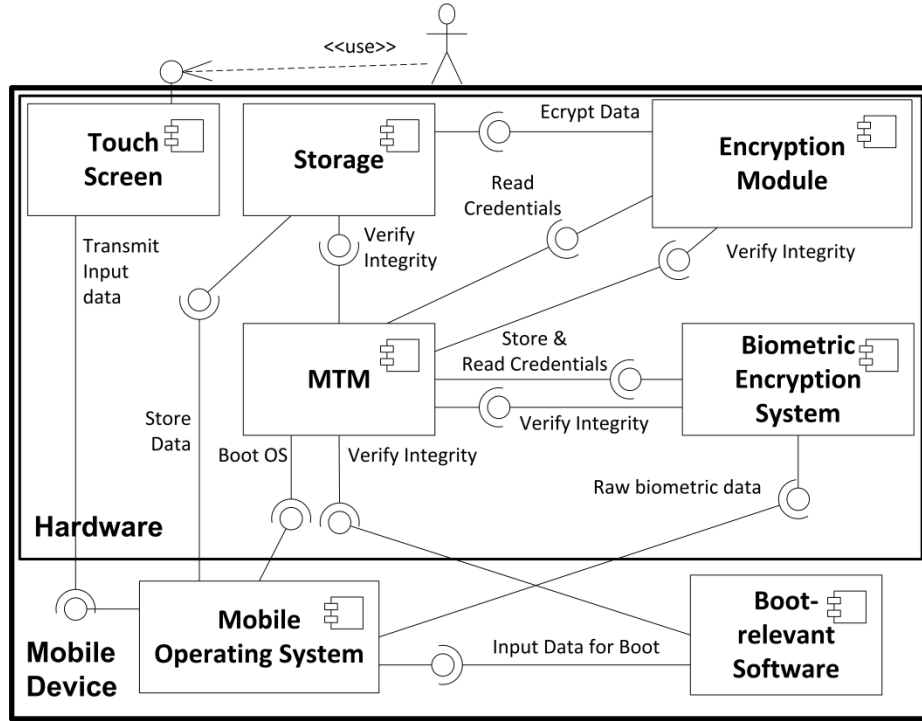 <<use>>
Touch
Screen
Storage
Ecrypt Data
Encryption
Module
Read
Credentials
Transmit
Input
data
Verify
Integrity
Verify Integrity
MTM
Store &
Read Credentials
Biometric
Encryption
System
Verify Integrity
Store
Data
Boot OS
Verify Integrity
Raw biometric data
Hardware
Mobile
Operating System
Input Data for Boot
Boot-
relevant
Software
Mobile
Device